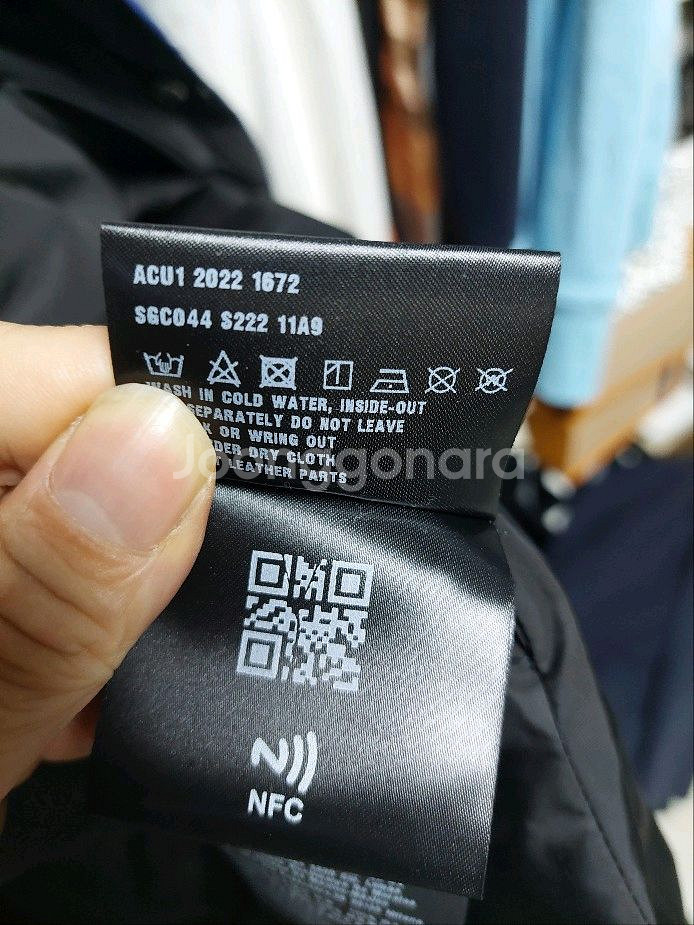 ACU1 2022 1672
SGC044 S222 11A9
WASH IN COLD WATER, INSIDE-OUT
SEPARATELY DO NOT LEAVE
OR WRING OUT
DRY CLOTH
LEATHER PARTS
Joonggonara
NFC